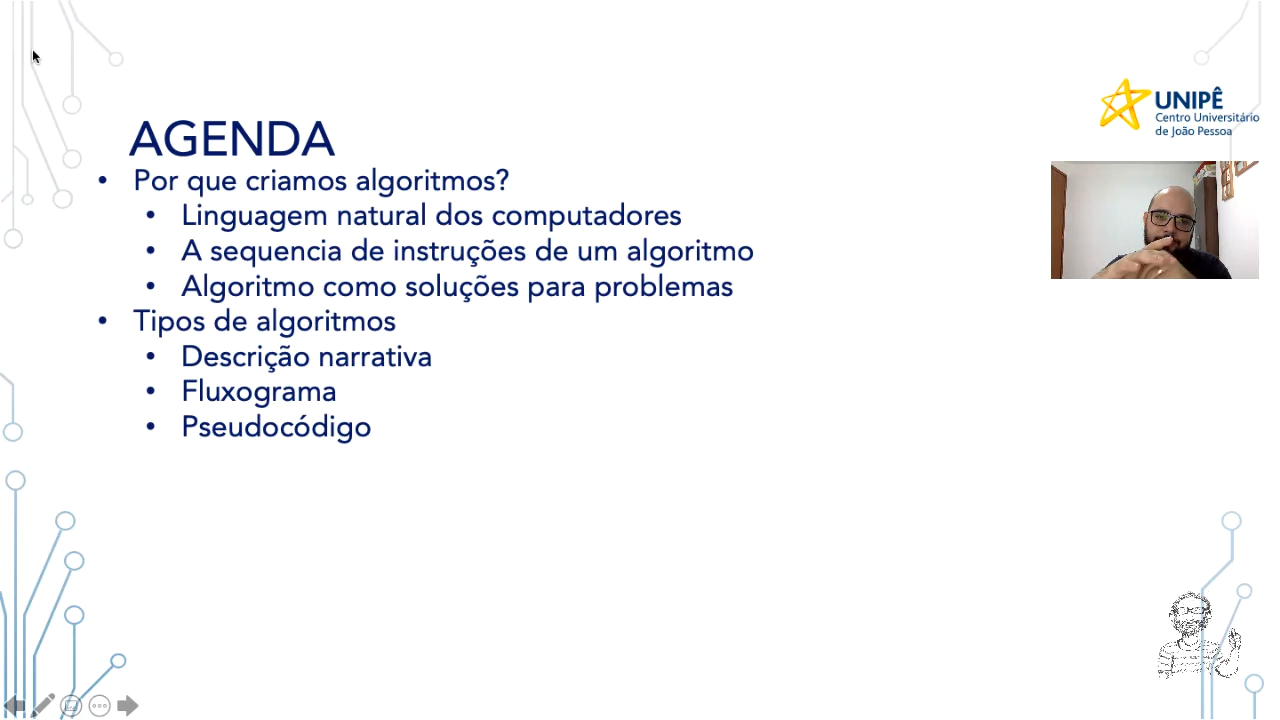 UNIPÊ
Centro Universitário
de João Pessoa
AGENDA
• Por que criamos algoritmos?
• Linguagem natural dos computadores
• A sequencia de instruções de um algoritmo
• Algoritmo como soluções para problemas
• Tipos de algoritmos
• Descrição narrativa
• Fluxograma
• Pseudocódigo